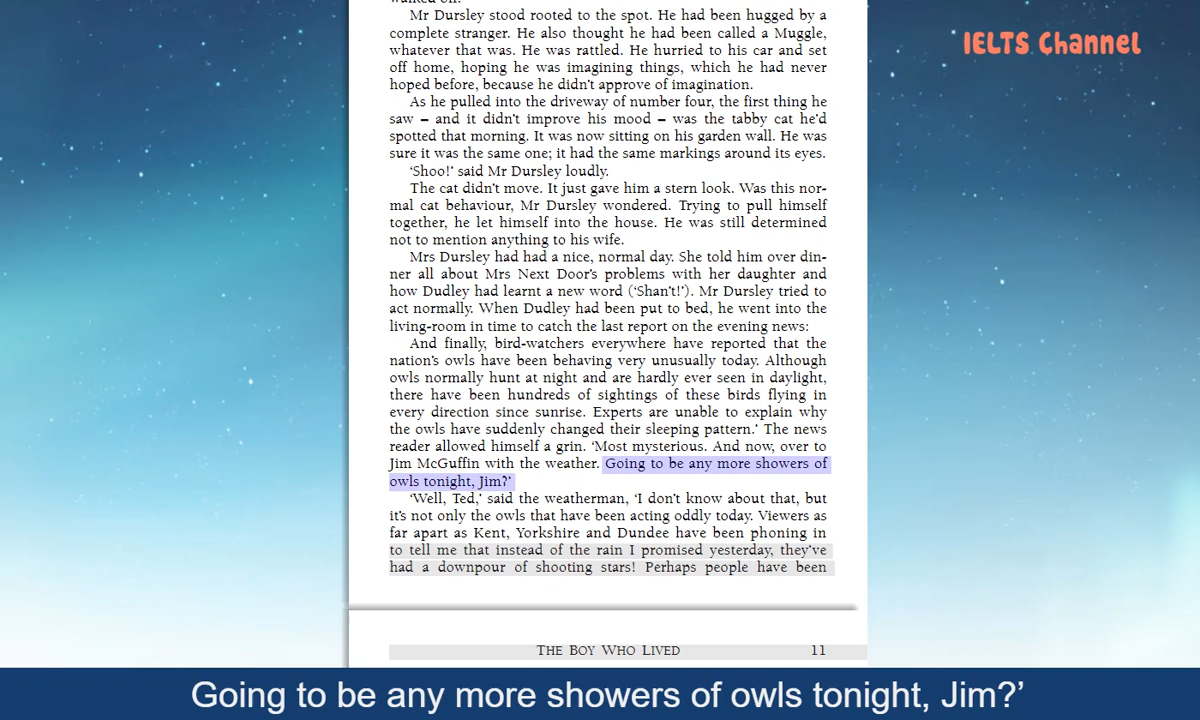 Mr Dursley stood rooted to the spot. He had been hugged by a
complete stranger. He also thought he had been called a Muggle,
whatever that was. He was rattled. He hurried to his car and set
off home, hoping he was imagining things, which he had never
hoped before, because he didn't approve of imagination.
As he pulled into the driveway of number four, the first thing he
saw – and it didn't improve his mood – was the tabby cat he'd
spotted that morning. It was now sitting on his garden wall. He was
sure it was the same one; it had the same markings around its eyes.
‘Shoo!’ said Mr Dursley loudly.
The cat didn't move. It just gave him a stern look. Was this nor-
mal cat behaviour, Mr Dursley wondered. Trying to pull himself
together, he let himself into the house. He was still determined
not to mention anything to his wife.
Mrs Dursley had had a nice, normal day. She told him over din-
ner all about Mrs Next Door's problems with her daughter and
how Dudley had learnt a new word (‘Shan't!’). Mr Dursley tried to
act normally. When Dudley had been put to bed, he went into the
living-room in time to catch the last report on the evening news:
And finally, bird-watchers everywhere have reported that the
nation's owls have been behaving very unusually today. Although
owls normally hunt at night and are hardly ever seen in daylight,
there have been hundreds of sightings of these birds flying in
every direction since sunrise. Experts are unable to explain why
the owls have suddenly changed their sleeping pattern.’ The news
reader allowed himself a grin. ‘Most mysterious. And now, over to
Jim McGuffin with the weather. Going to be any more showers of
owls tonight, Jim?’
‘Well, Ted,’ said the weatherman, ‘I don't know about that, but
it's not only the owls that have been acting oddly today. Viewers as
far apart as Kent, Yorkshire and Dundee have been phoning in
to tell me that instead of the rain I promised yesterday, they've
had a downpour of shooting stars! Perhaps people have been
THE BOY WHO LIVED 11
IELTS Channel
Going to be any more showers of owls tonight, Jim?’